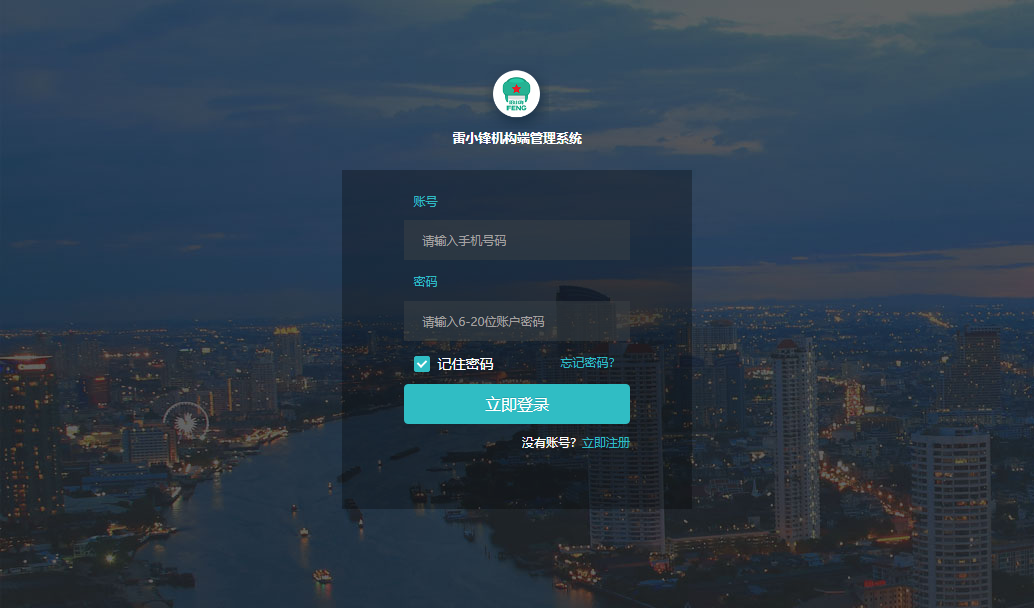 FENG
雷小锋机构端管理系统
账号
请输入手机号码
密码
请输入6-20位账户密码
记住密码 忘记密码?
立即登录
没有账号? 立即注册